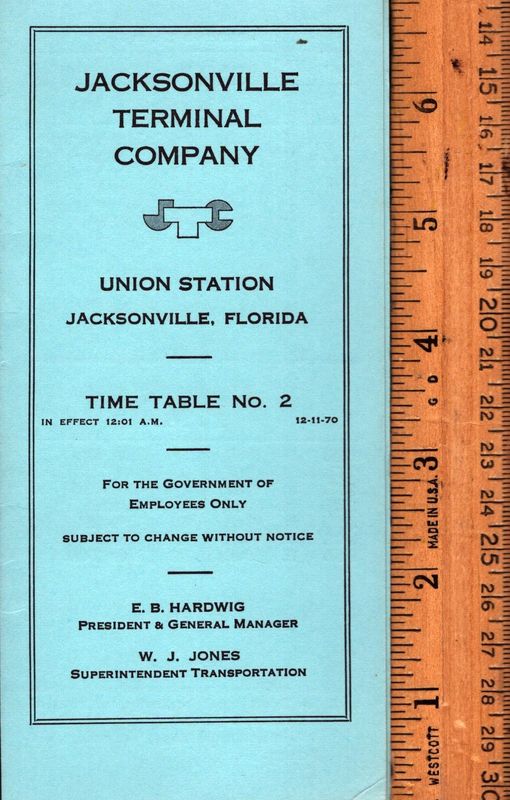 JACKSONVILLE
TERMINAL
COMPANY
JTC
UNION STATION
JACKSONVILLE, FLORIDA
TIME TABLE No. 2
IN EFFECT 12:01 A.M. 12-11-70
FOR THE GOVERNMENT OF
EMPLOYEES ONLY
SUBJECT TO CHANGE WITHOUT NOTICE
E. B. HARDWIG
PRESIDENT & GENERAL MANAGER
W. J. JONES
SUPERINTENDENT TRANSPORTATION
WESTCOTT
1
2
MADE IN U.S.A.
3
G D
4
5
6
14
15
16
17
18
19
20
21
22
23
24
25
26
27
28
29
30